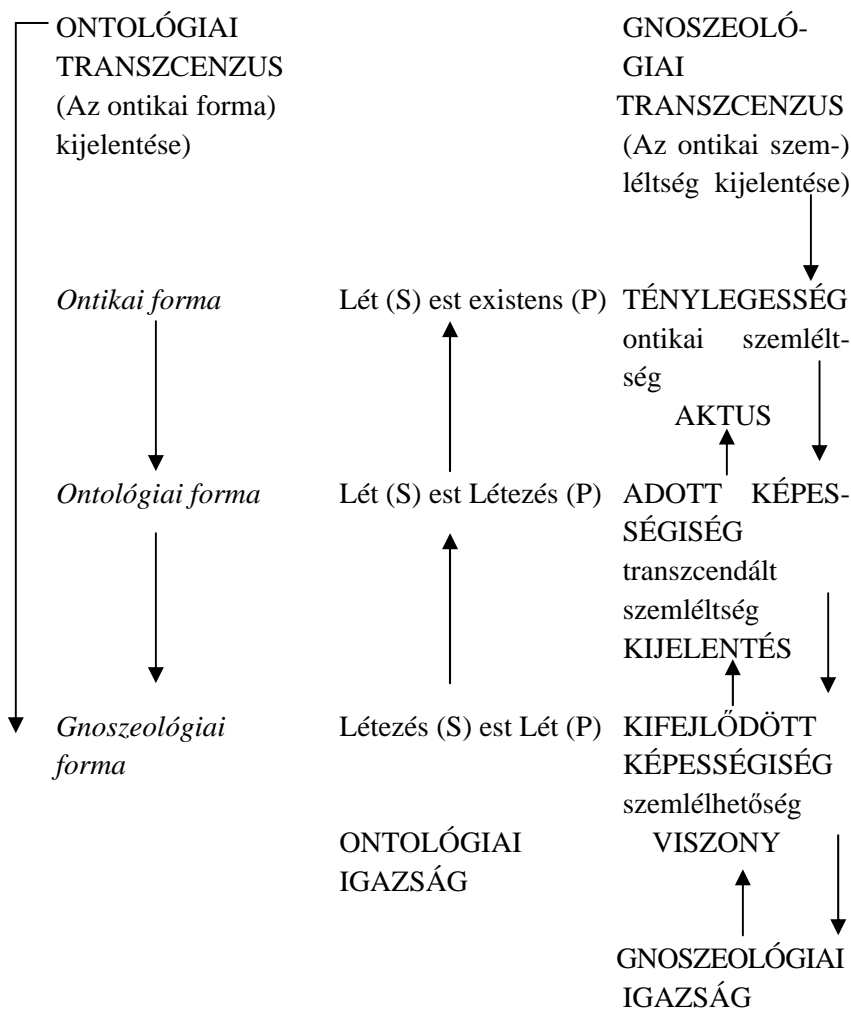 ONTOLÓGIAI
TRANSZCENZUS
(Az ontikai forma)
kijelentése)
GNOSZEOLÓ-
GIAI
TRANSZCENZUS
(Az ontikai szem-)
léltség kijelentése)
Ontikai forma
Lét (S) est existens (P)
TÉNYLEGESSÉG
ontikai szemlélt-
ség
AKTUS
Ontológiai forma
Lét (S) est Létezés (P)
ADOTT KÉPES-
SÉGISÉG
transzcendált
szemléltség
KIJELENTÉS
Gnoszeológiai
forma
Létezés (S) est Lét (P)
KIFEJLŐDÖTT
KÉPESSÉGISÉG
szemlélhetőség
ONTOLÓGIAI
IGAZSÁG
VISZONY
GNOSZEOLÓGIAI
IGAZSÁG